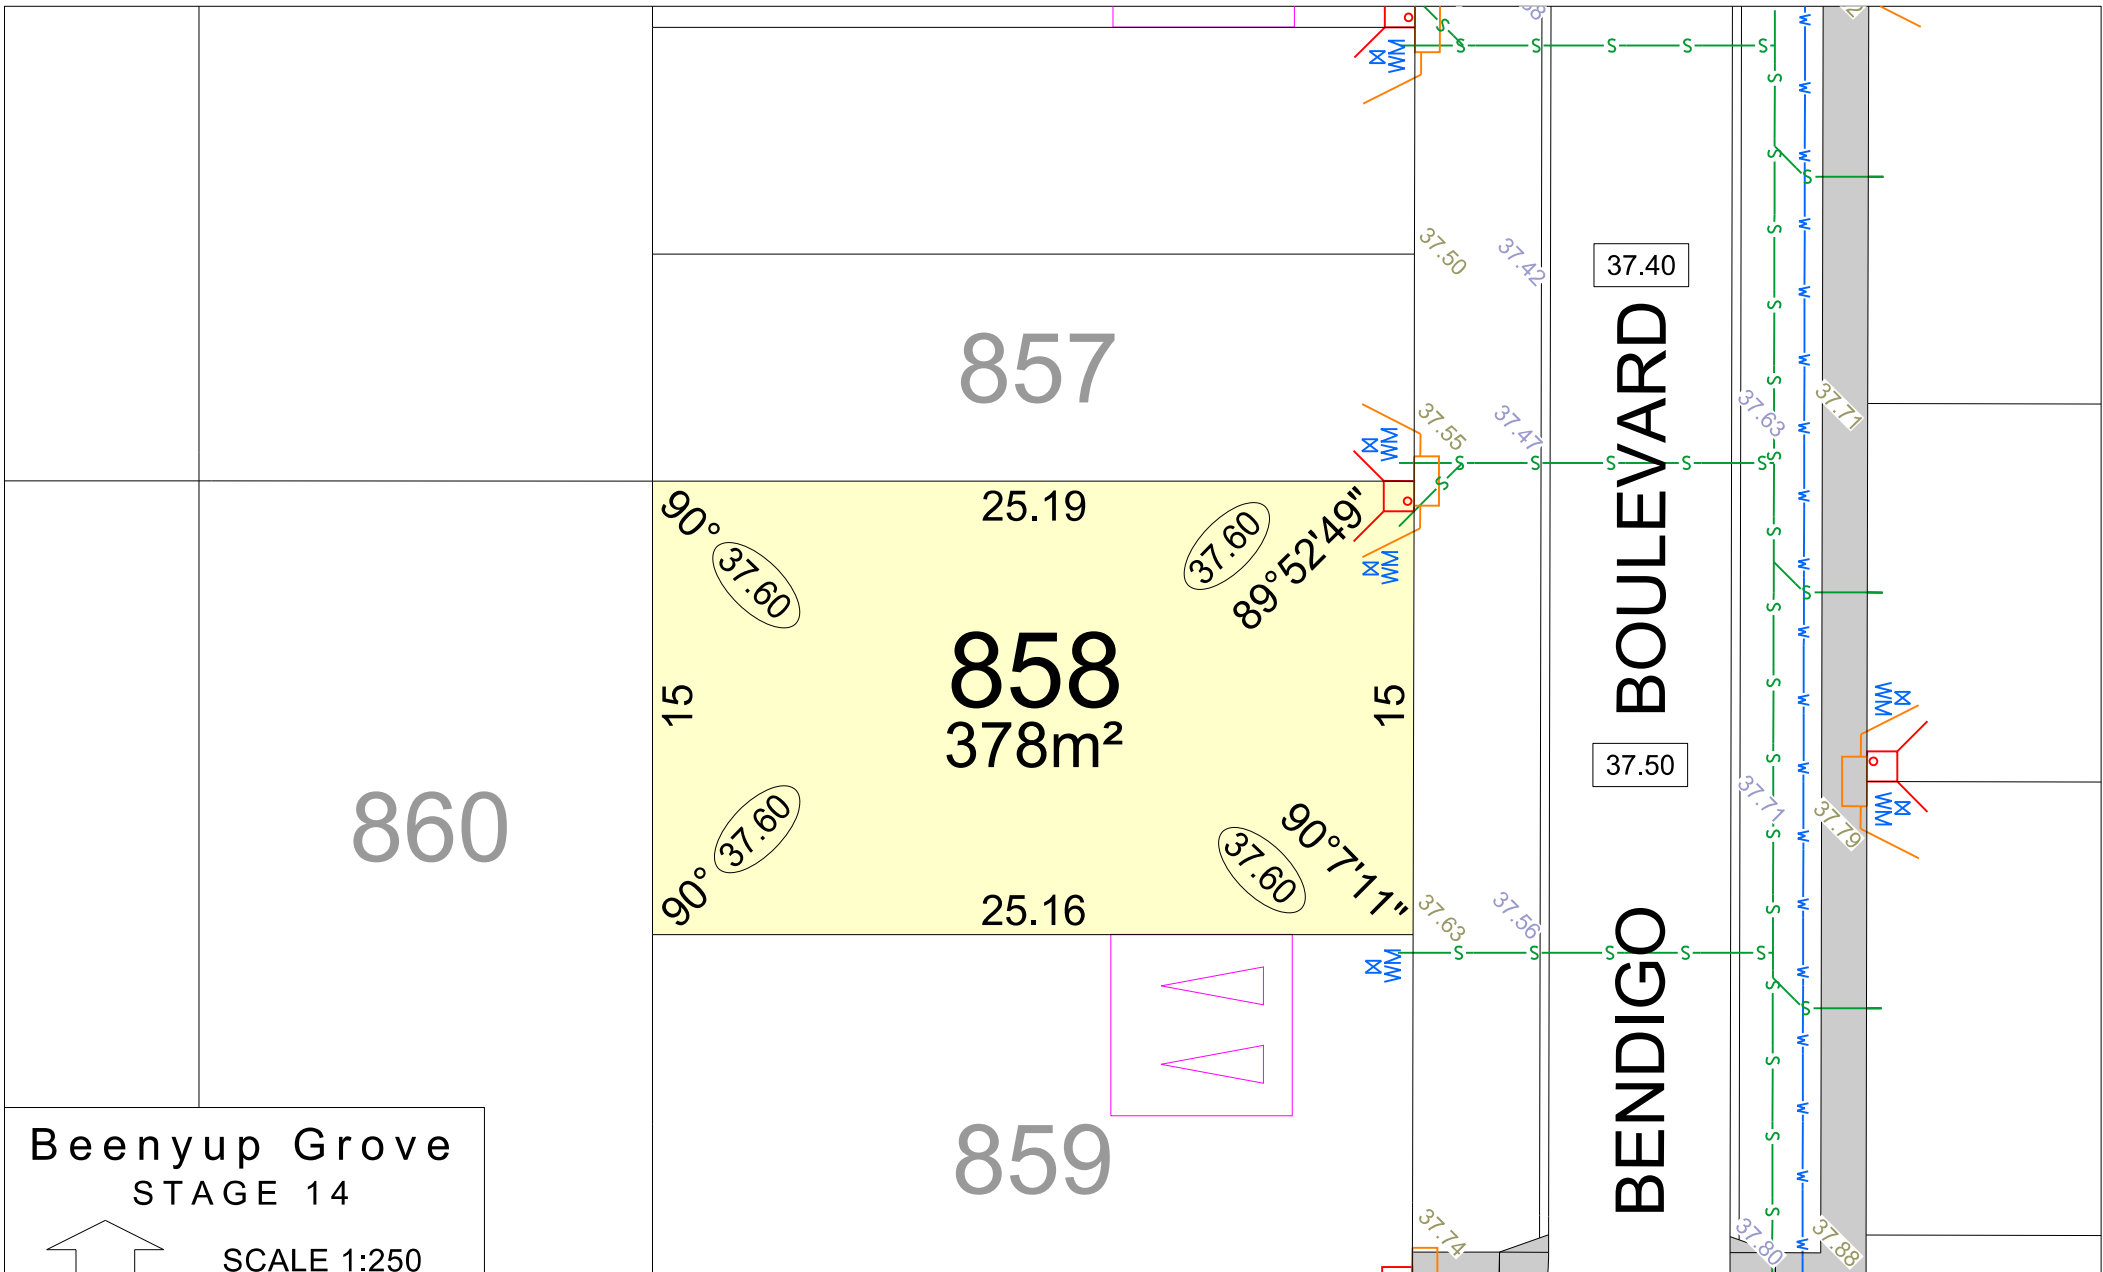 WM
S S S S S
37.50
37.42
37.40
857
37.55
37.47
37.63
37.71
WM
90°
25.19
89°52'49"
37.60
37.60
WM
858
378m²
15
15
BENDIGO BOULEVARD
WM
WM
37.50
37.71
37.79
860
37.60
37.60
90°
25.16
90°7'11"
37.63
37.56
WM
S S S S S
859
37.74
37.80
37.88
Beenyup Grove
STAGE 14
SCALE 1:250